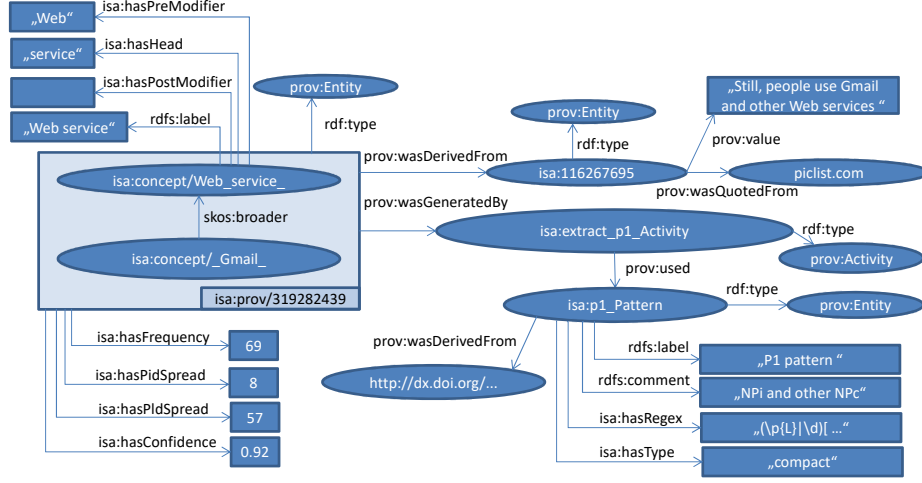 „Web“
isa:hasPreModifier
„service“
isa:hasHead
isa:hasPostModifier
„Web service“
rdfs:label
prov:Entity
rdf:type
isa:concept/Web_service_
skos:broader
isa:concept/_Gmail_
isa:prov/319282439
prov:wasDerivedFrom
prov:wasGeneratedBy
prov:Entity
rdf:type
isa:116267695
„Still, people use Gmail
and other Web services “
prov:value
piclist.com
prov:wasQuotedFrom
isa:extract_p1_Activity
rdf:type
prov:Activity
prov:used
isa:p1_Pattern
rdf:type
prov:Entity
prov:wasDerivedFrom
http://dx.doi.org/...
rdfs:label
„P1 pattern “
rdfs:comment
„NPi and other NPc“
isa:hasRegex
„(\p{L}|\d)[ …“
isa:hasType
„compact“
isa:hasFrequency
69
isa:hasPidSpread
8
isa:hasPldSpread
57
isa:hasConfidence
0.92